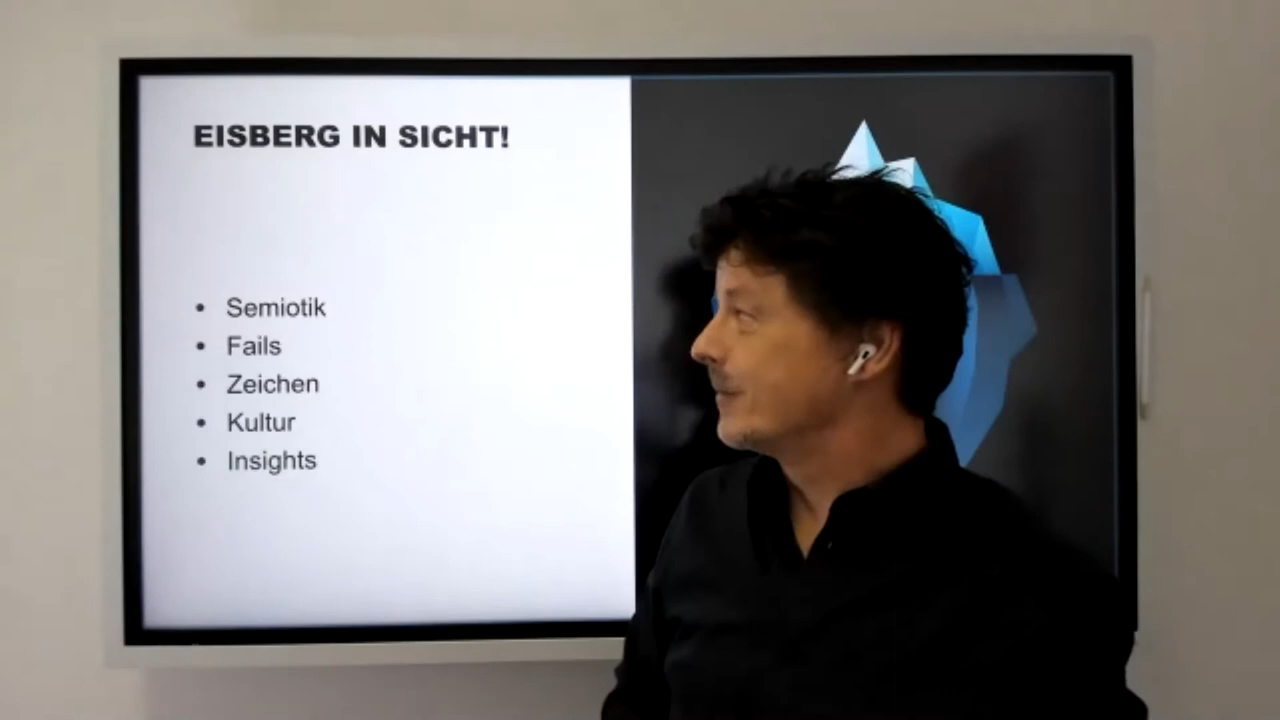 EISBERG IN SICHT!
• Semiotik
• Fails
• Zeichen
• Kultur
• Insights